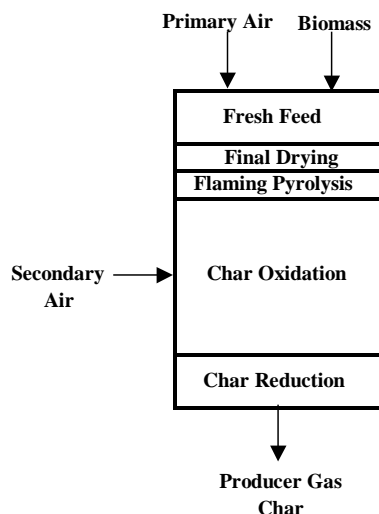 Primary Air
Biomass
Fresh Feed
Final Drying
Flaming Pyrolysis
Secondary
Air
Char Oxidation
Char Reduction
Producer Gas
Char